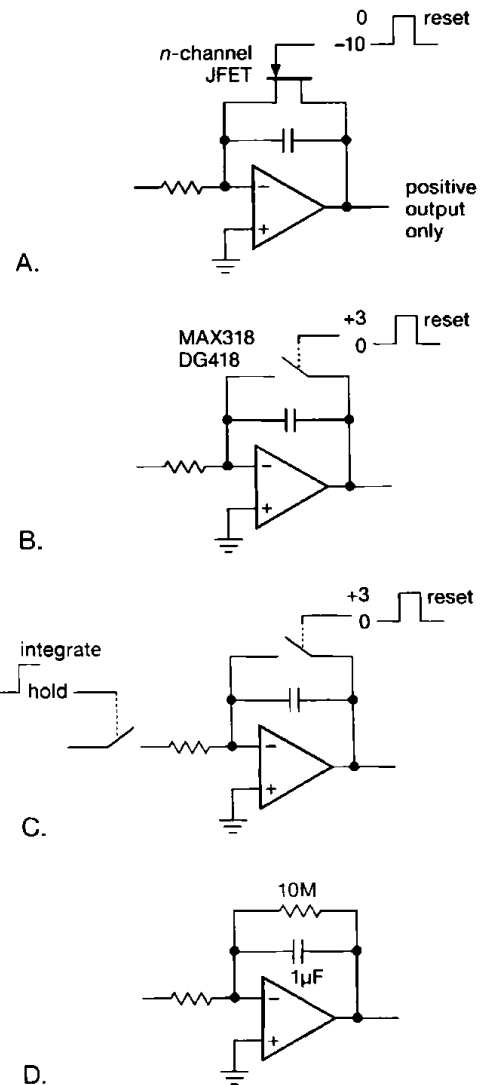 0 reset
n-channel -10
JFET
- +
positive
output
only
A.
MAX318 +3 reset
DG418 0
- +
B.
+3 reset
0
integrate
hold
- +
C.
10M
1µF
- +
D.